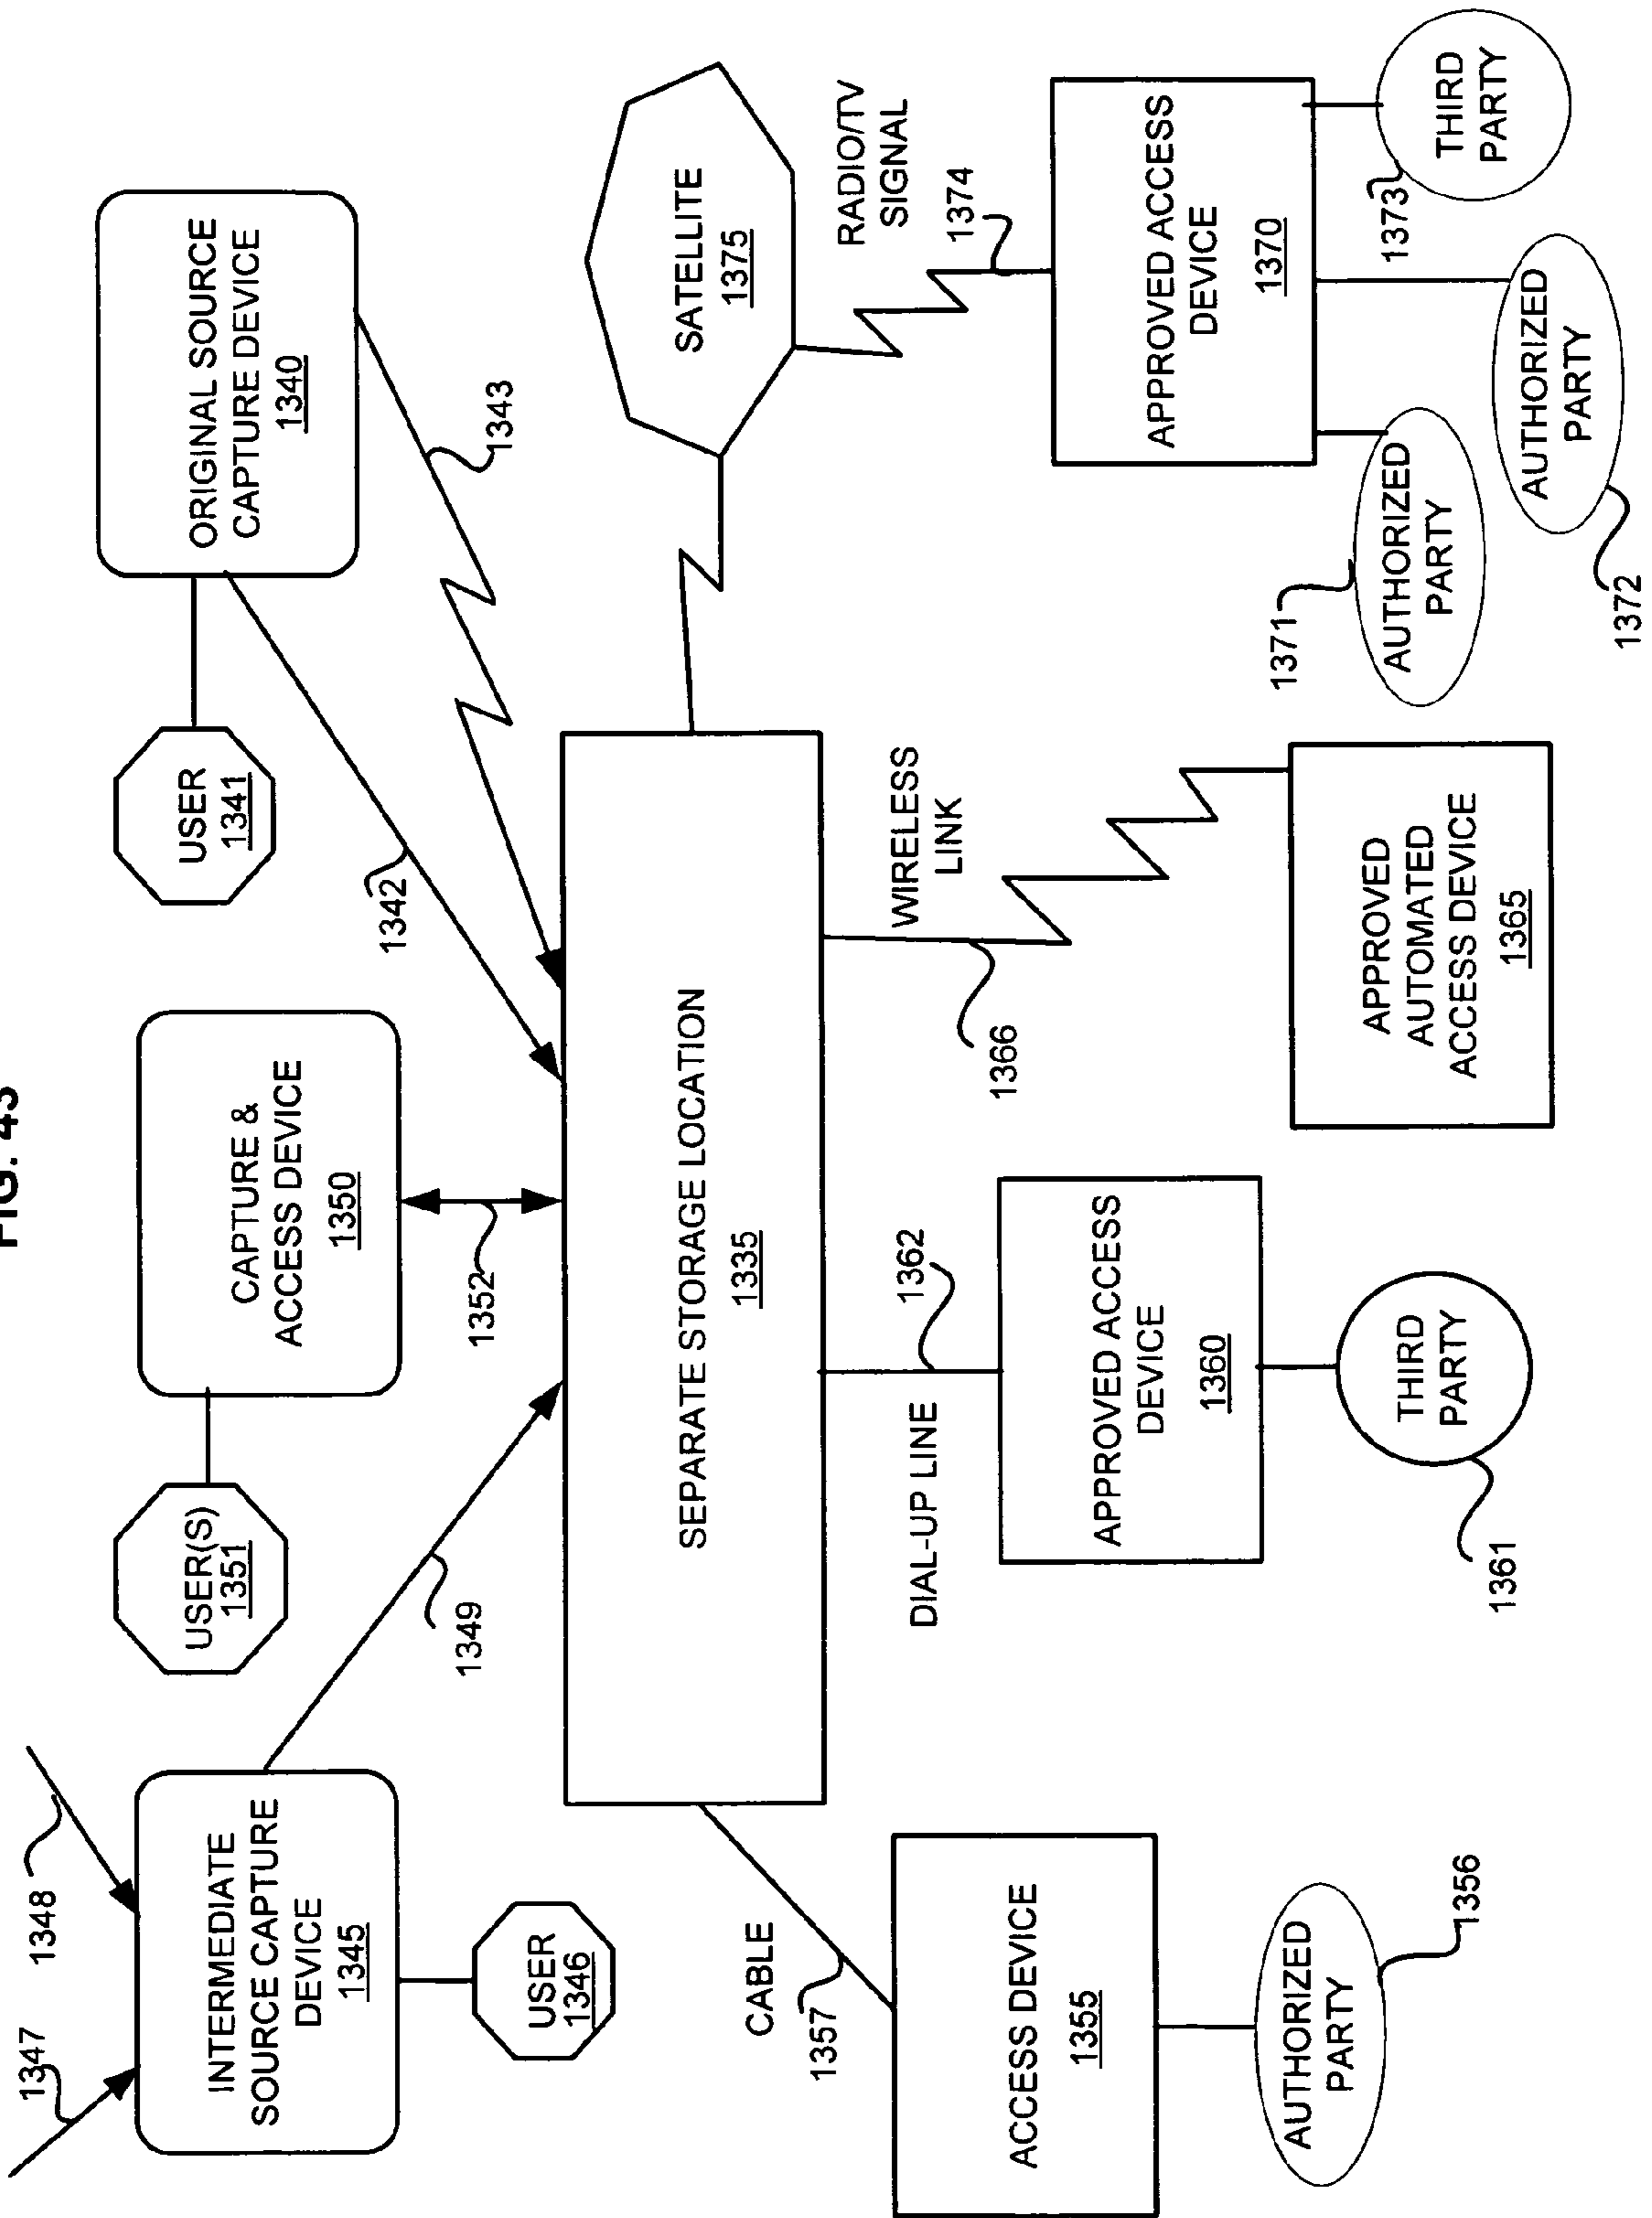 FIG. 43
1347
1348
INTERMEDIATE
SOURCE CAPTURE
DEVICE
1345
USER
1346
1349
USER(S)
1351
CAPTURE &
ACCESS DEVICE
1350
1352
USER
1341
ORIGINAL SOURCE
CAPTURE DEVICE
1340
1342
1343
SEPARATE STORAGE LOCATION
1335
SATELLITE
1375
CABLE
1357
ACCESS DEVICE
1355
AUTHORIZED
PARTY
1356
DIAL-UP LINE
1362
APPROVED ACCESS
DEVICE
1360
THIRD
PARTY
1361
WIRELESS
LINK
1366
APPROVED
AUTOMATED
ACCESS DEVICE
1365
RADIO/TV
SIGNAL
1374
APPROVED ACCESS
DEVICE
1370
1371
AUTHORIZED
PARTY
AUTHORIZED
PARTY
1372
1373
THIRD
PARTY